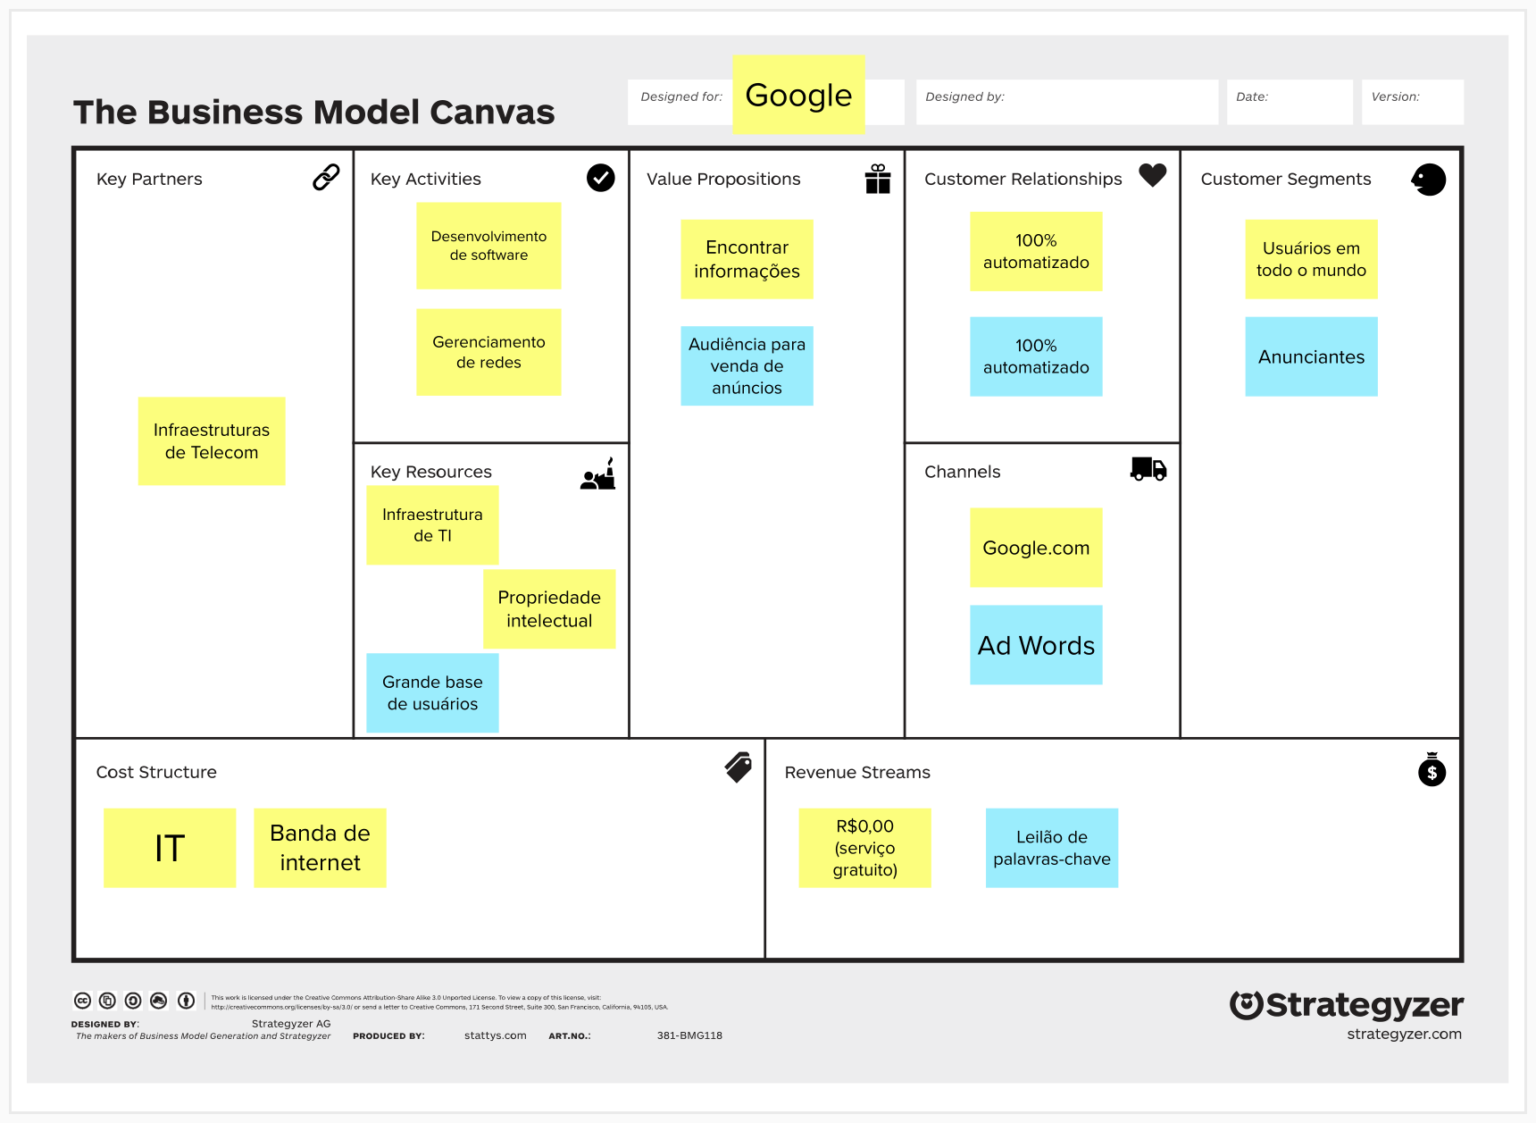 The Business Model Canvas
Designed for:
Google
Designed by:
Date:
Version:
Key Partners
Infraestruturas
de Telecom
Key Activities
Desenvolvimento
de software
Gerenciamento
de redes
Key Resources
Infraestrutura
de TI
Propriedade
intelectual
Grande base
de usuários
Value Propositions
Encontrar
informações
Audiência para
venda de
anúncios
Customer Relationships
100%
automatizado
100%
automatizado
Channels
Google.com
Ad Words
Customer Segments
Usuários em
todo o mundo
Anunciantes
Cost Structure
IT
Banda de
internet
Revenue Streams
$
R$0,00
(serviço
gratuito)
Leilão de
palavras-chave
cc
This work is licensed under the Creative Commons Attribution-Share Alike 3.0 Unported License. To view a copy of this license, visit:
http://creativecommons.org/licenses/by-sa/3.0/ or send a letter to Creative Commons, 171 Second Street, Suite 300, San Francisco, California, 94105, USA.
DESIGNED BY: Strategyzer AG
The makers of Business Model Generation and Strategyzer
PRODUCED BY: stattys.com
ART.NO.: 381-BMG118
Strategyzer
strategyzer.com